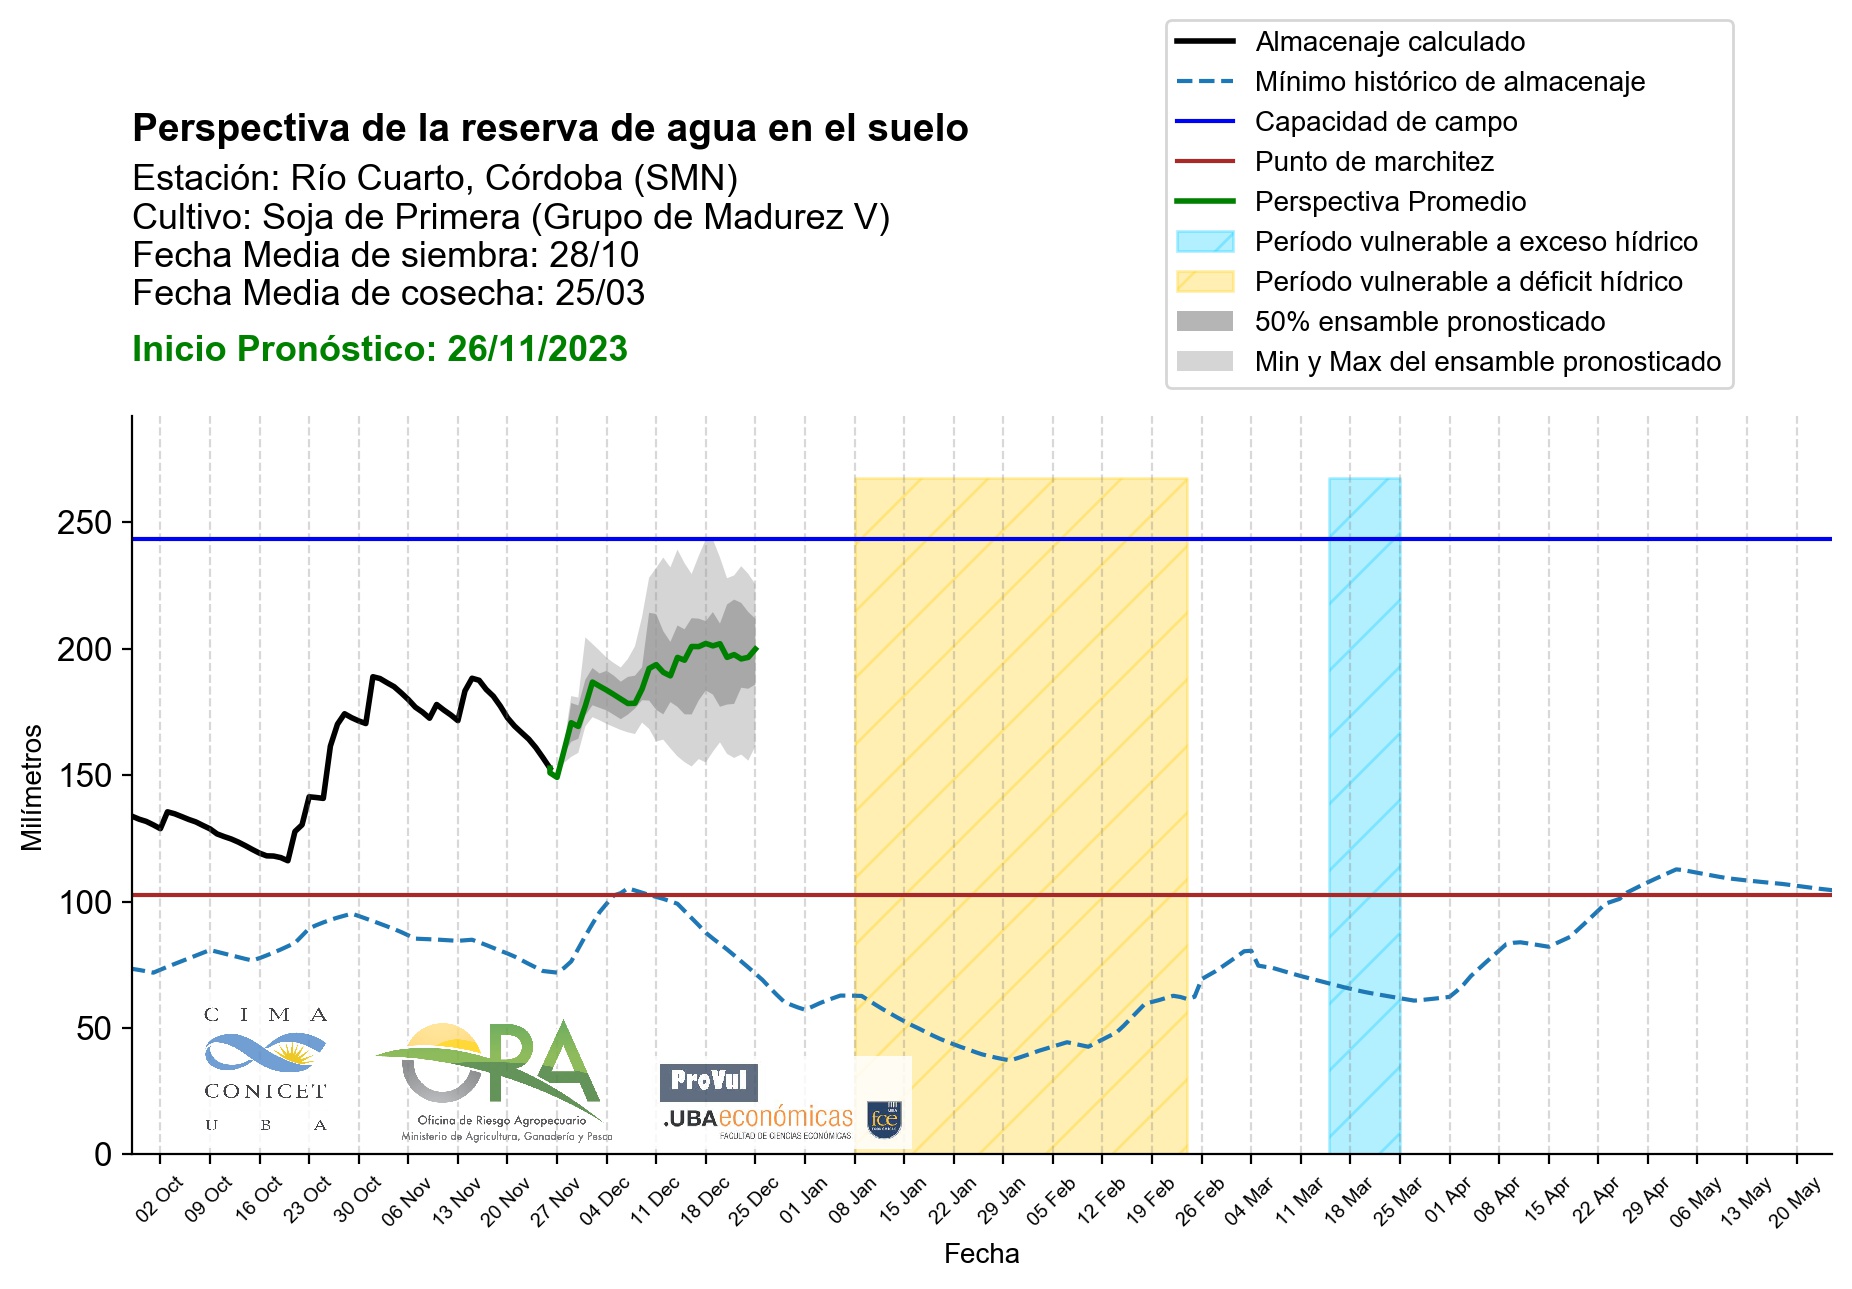 Almacenaje calculado
Mínimo histórico de almacenaje
Capacidad de campo
Punto de marchitez
Perspectiva Promedio
Período vulnerable a exceso hídrico
Período vulnerable a déficit hídrico
50% ensamble pronosticado
Min y Max del ensamble pronosticado
Perspectiva de la reserva de agua en el suelo
Estación: Río Cuarto, Córdoba (SMN)
Cultivo: Soja de Primera (Grupo de Madurez V)
Fecha Media de siembra: 28/10
Fecha Media de cosecha: 25/03
Inicio Pronóstico: 26/11/2023
Milímetros
250
200
150
100
50
0
CIMA
CONICET
UBA
ORA
Oficina de Riesgo Agropecuario
Ministerio de Agricultura, Ganadería y Pesca
ProVul
.UBAeconómicas
FACULTAD DE CIENCIAS ECONÓMICAS
fce
02 Oct
09 Oct
16 Oct
23 Oct
30 Oct
06 Nov
13 Nov
20 Nov
27 Nov
04 Dec
11 Dec
18 Dec
25 Dec
01 Jan
08 Jan
15 Jan
22 Jan
29 Jan
05 Feb
12 Feb
19 Feb
26 Feb
04 Mar
11 Mar
18 Mar
25 Mar
01 Apr
08 Apr
15 Apr
22 Apr
29 Apr
06 May
13 May
20 May
Fecha